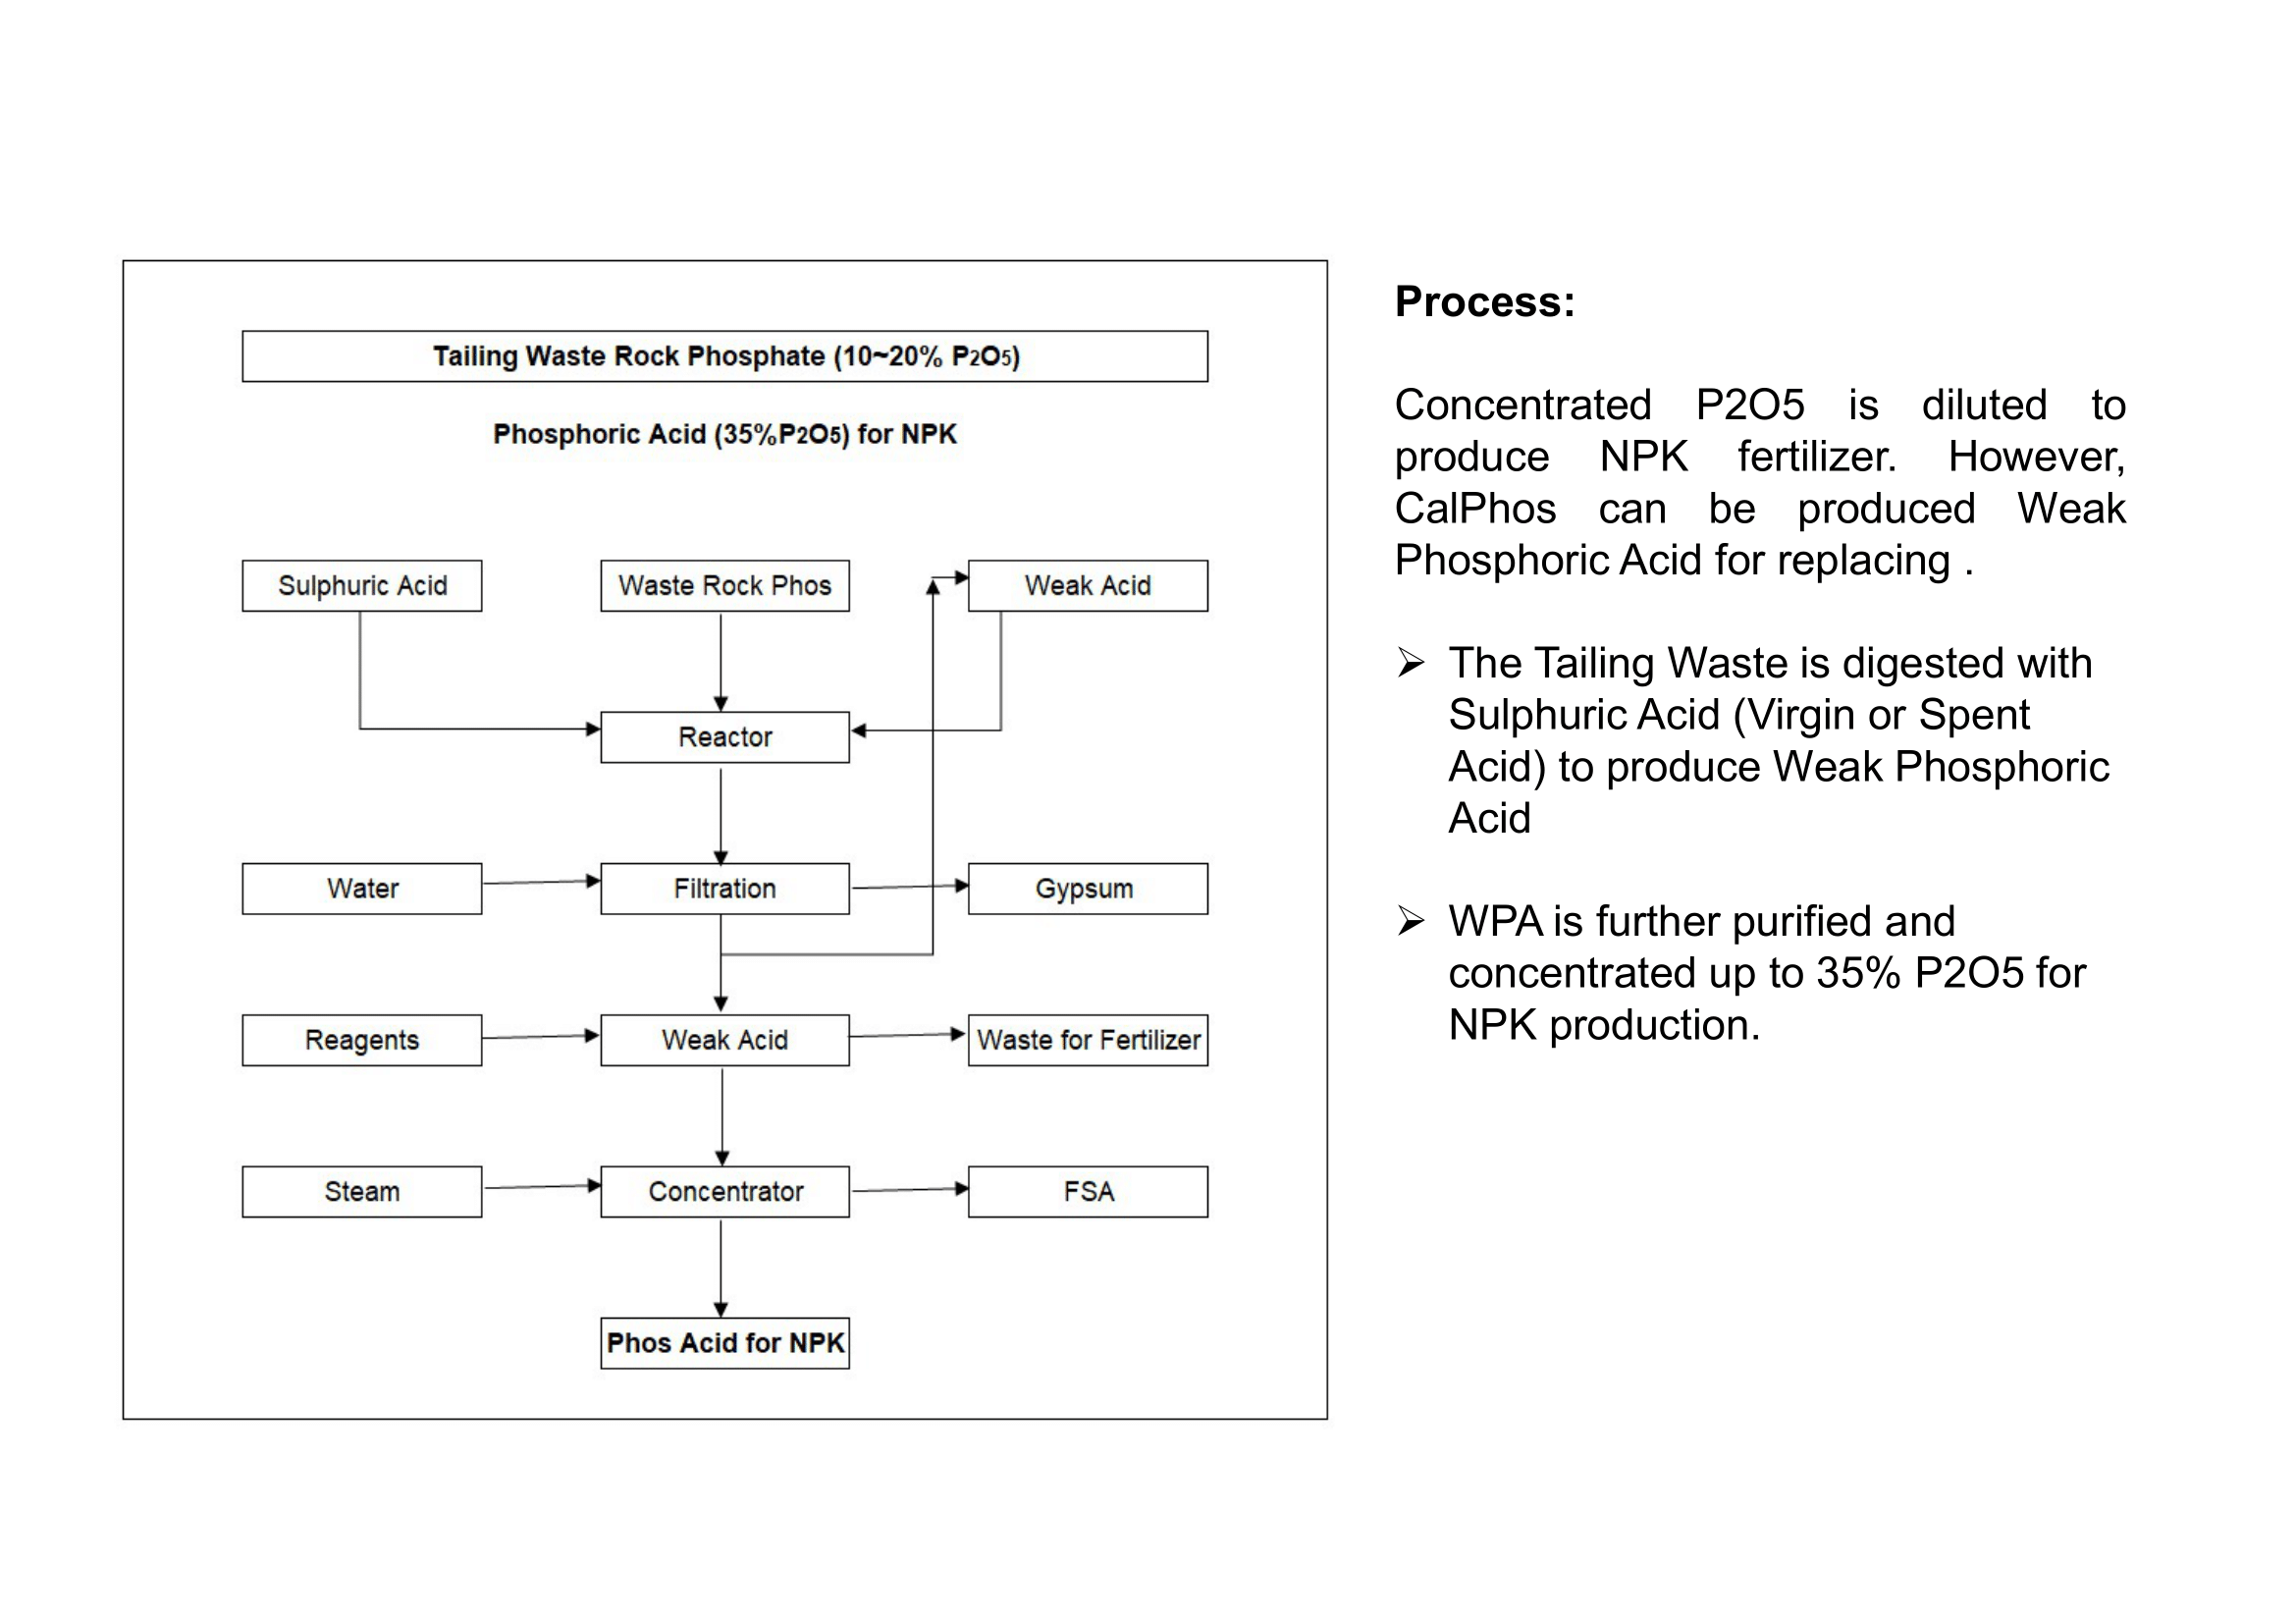 Tailing Waste Rock Phosphate (10~20% P2O5)
Phosphoric Acid (35%P2O5) for NPK
Sulphuric Acid
Waste Rock Phos
Weak Acid
Reactor
Water
Filtration
Gypsum
Reagents
Weak Acid
Waste for Fertilizer
Steam
Concentrator
FSA
Phos Acid for NPK
Process:
Concentrated P2O5 is diluted to
produce NPK fertilizer. However,
CalPhos can be produced Weak
Phosphoric Acid for replacing .
➢ The Tailing Waste is digested with
Sulphuric Acid (Virgin or Spent
Acid) to produce Weak Phosphoric
Acid
➢ WPA is further purified and
concentrated up to 35% P2O5 for
NPK production.